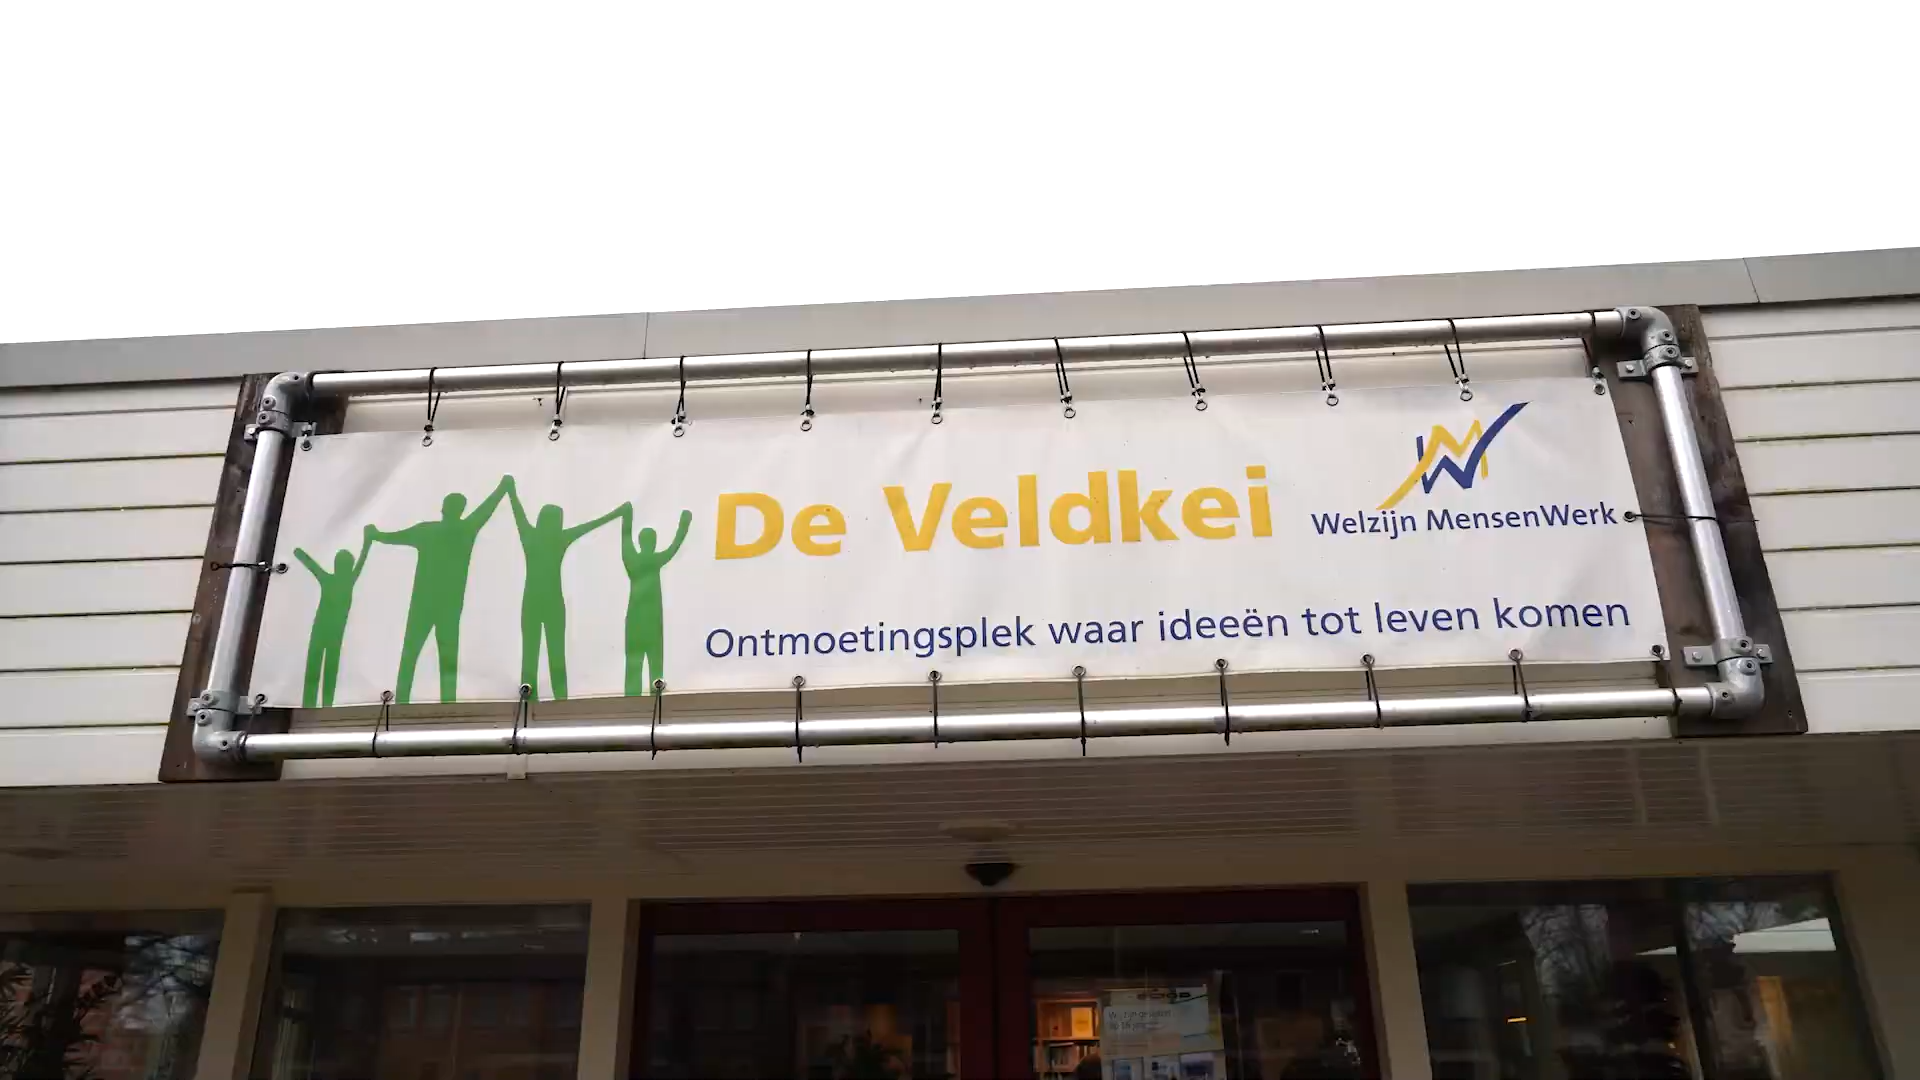 De Veldkei
Welzijn MensenWerk
Ontmoetingsplek waar ideeën tot leven komen